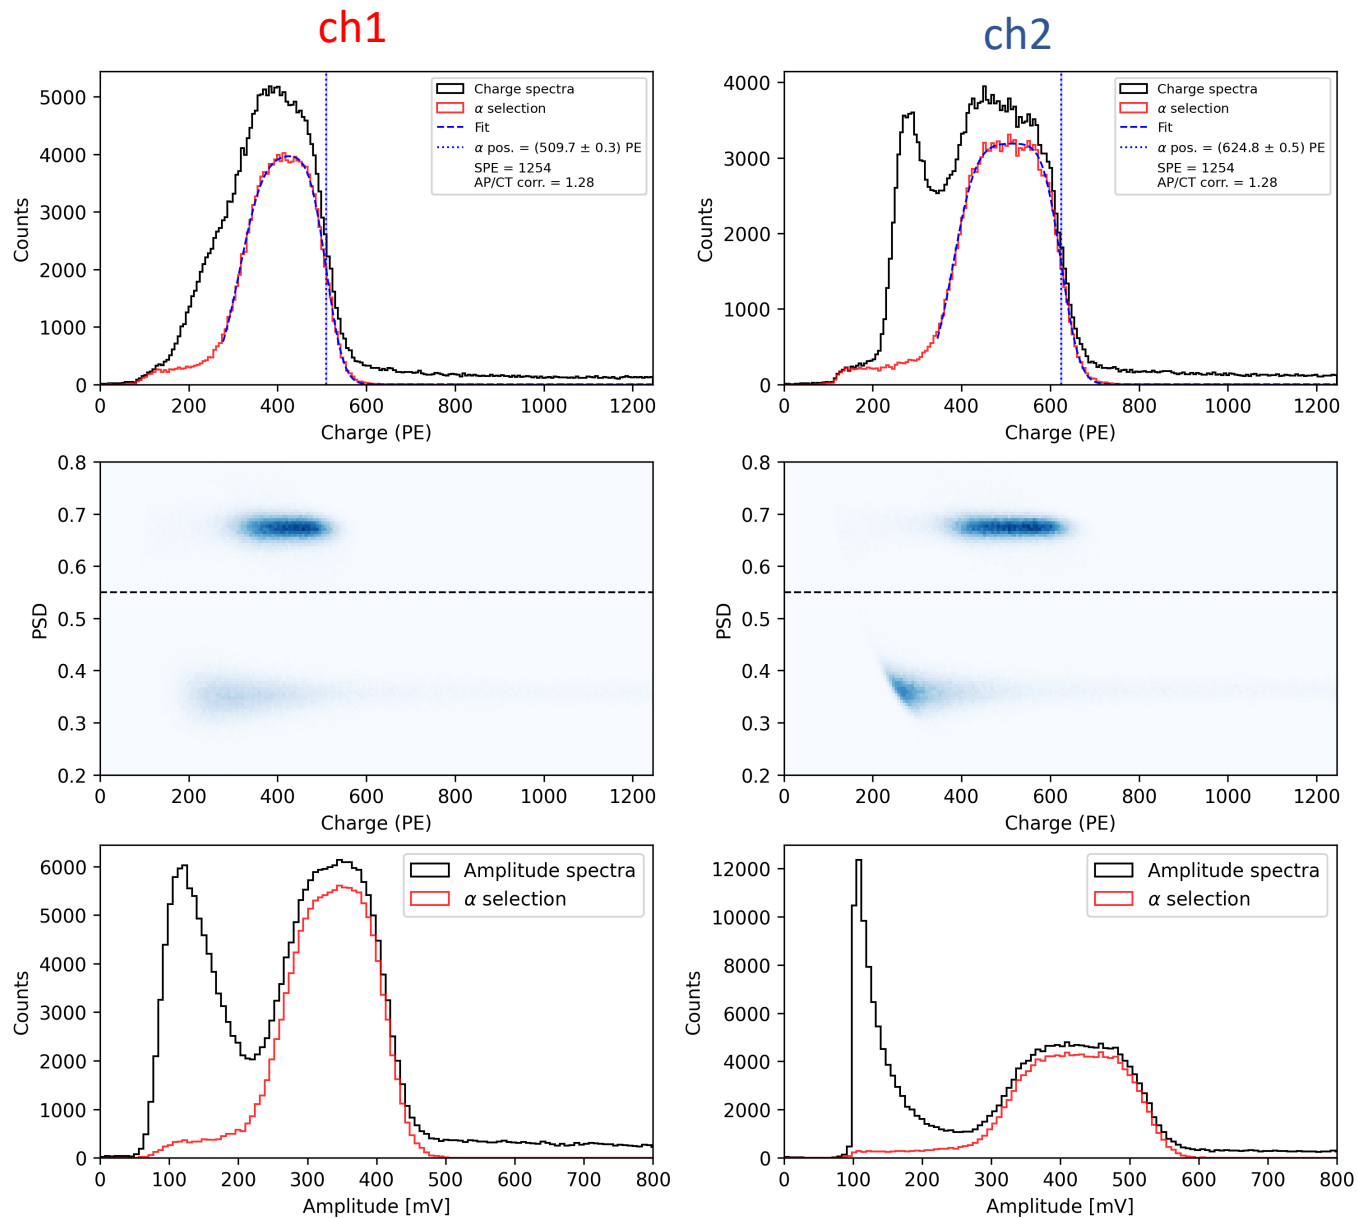 ch1
ch2
5000
4000
3000
2000
1000
0
Counts
Charge spectra
α selection
Fit
α pos. = (509.7 ± 0.3) PE
SPE = 1254
AP/CT corr. = 1.28
0 200 400 600 800 1000 1200
Charge (PE)
4000
3000
2000
1000
0
Counts
Charge spectra
α selection
Fit
α pos. = (624.8 ± 0.5) PE
SPE = 1254
AP/CT corr. = 1.28
0 200 400 600 800 1000 1200
Charge (PE)
0.8
0.7
0.6
0.5
0.4
0.3
0.2
PSD
0 200 400 600 800 1000 1200
Charge (PE)
0.8
0.7
0.6
0.5
0.4
0.3
0.2
PSD
0 200 400 600 800 1000 1200
Charge (PE)
6000
5000
4000
3000
2000
1000
0
Counts
Amplitude spectra
α selection
0 100 200 300 400 500 600 700 800
Amplitude [mV]
12000
10000
8000
6000
4000
2000
0
Counts
Amplitude spectra
α selection
0 100 200 300 400 500 600 700 800
Amplitude [mV]